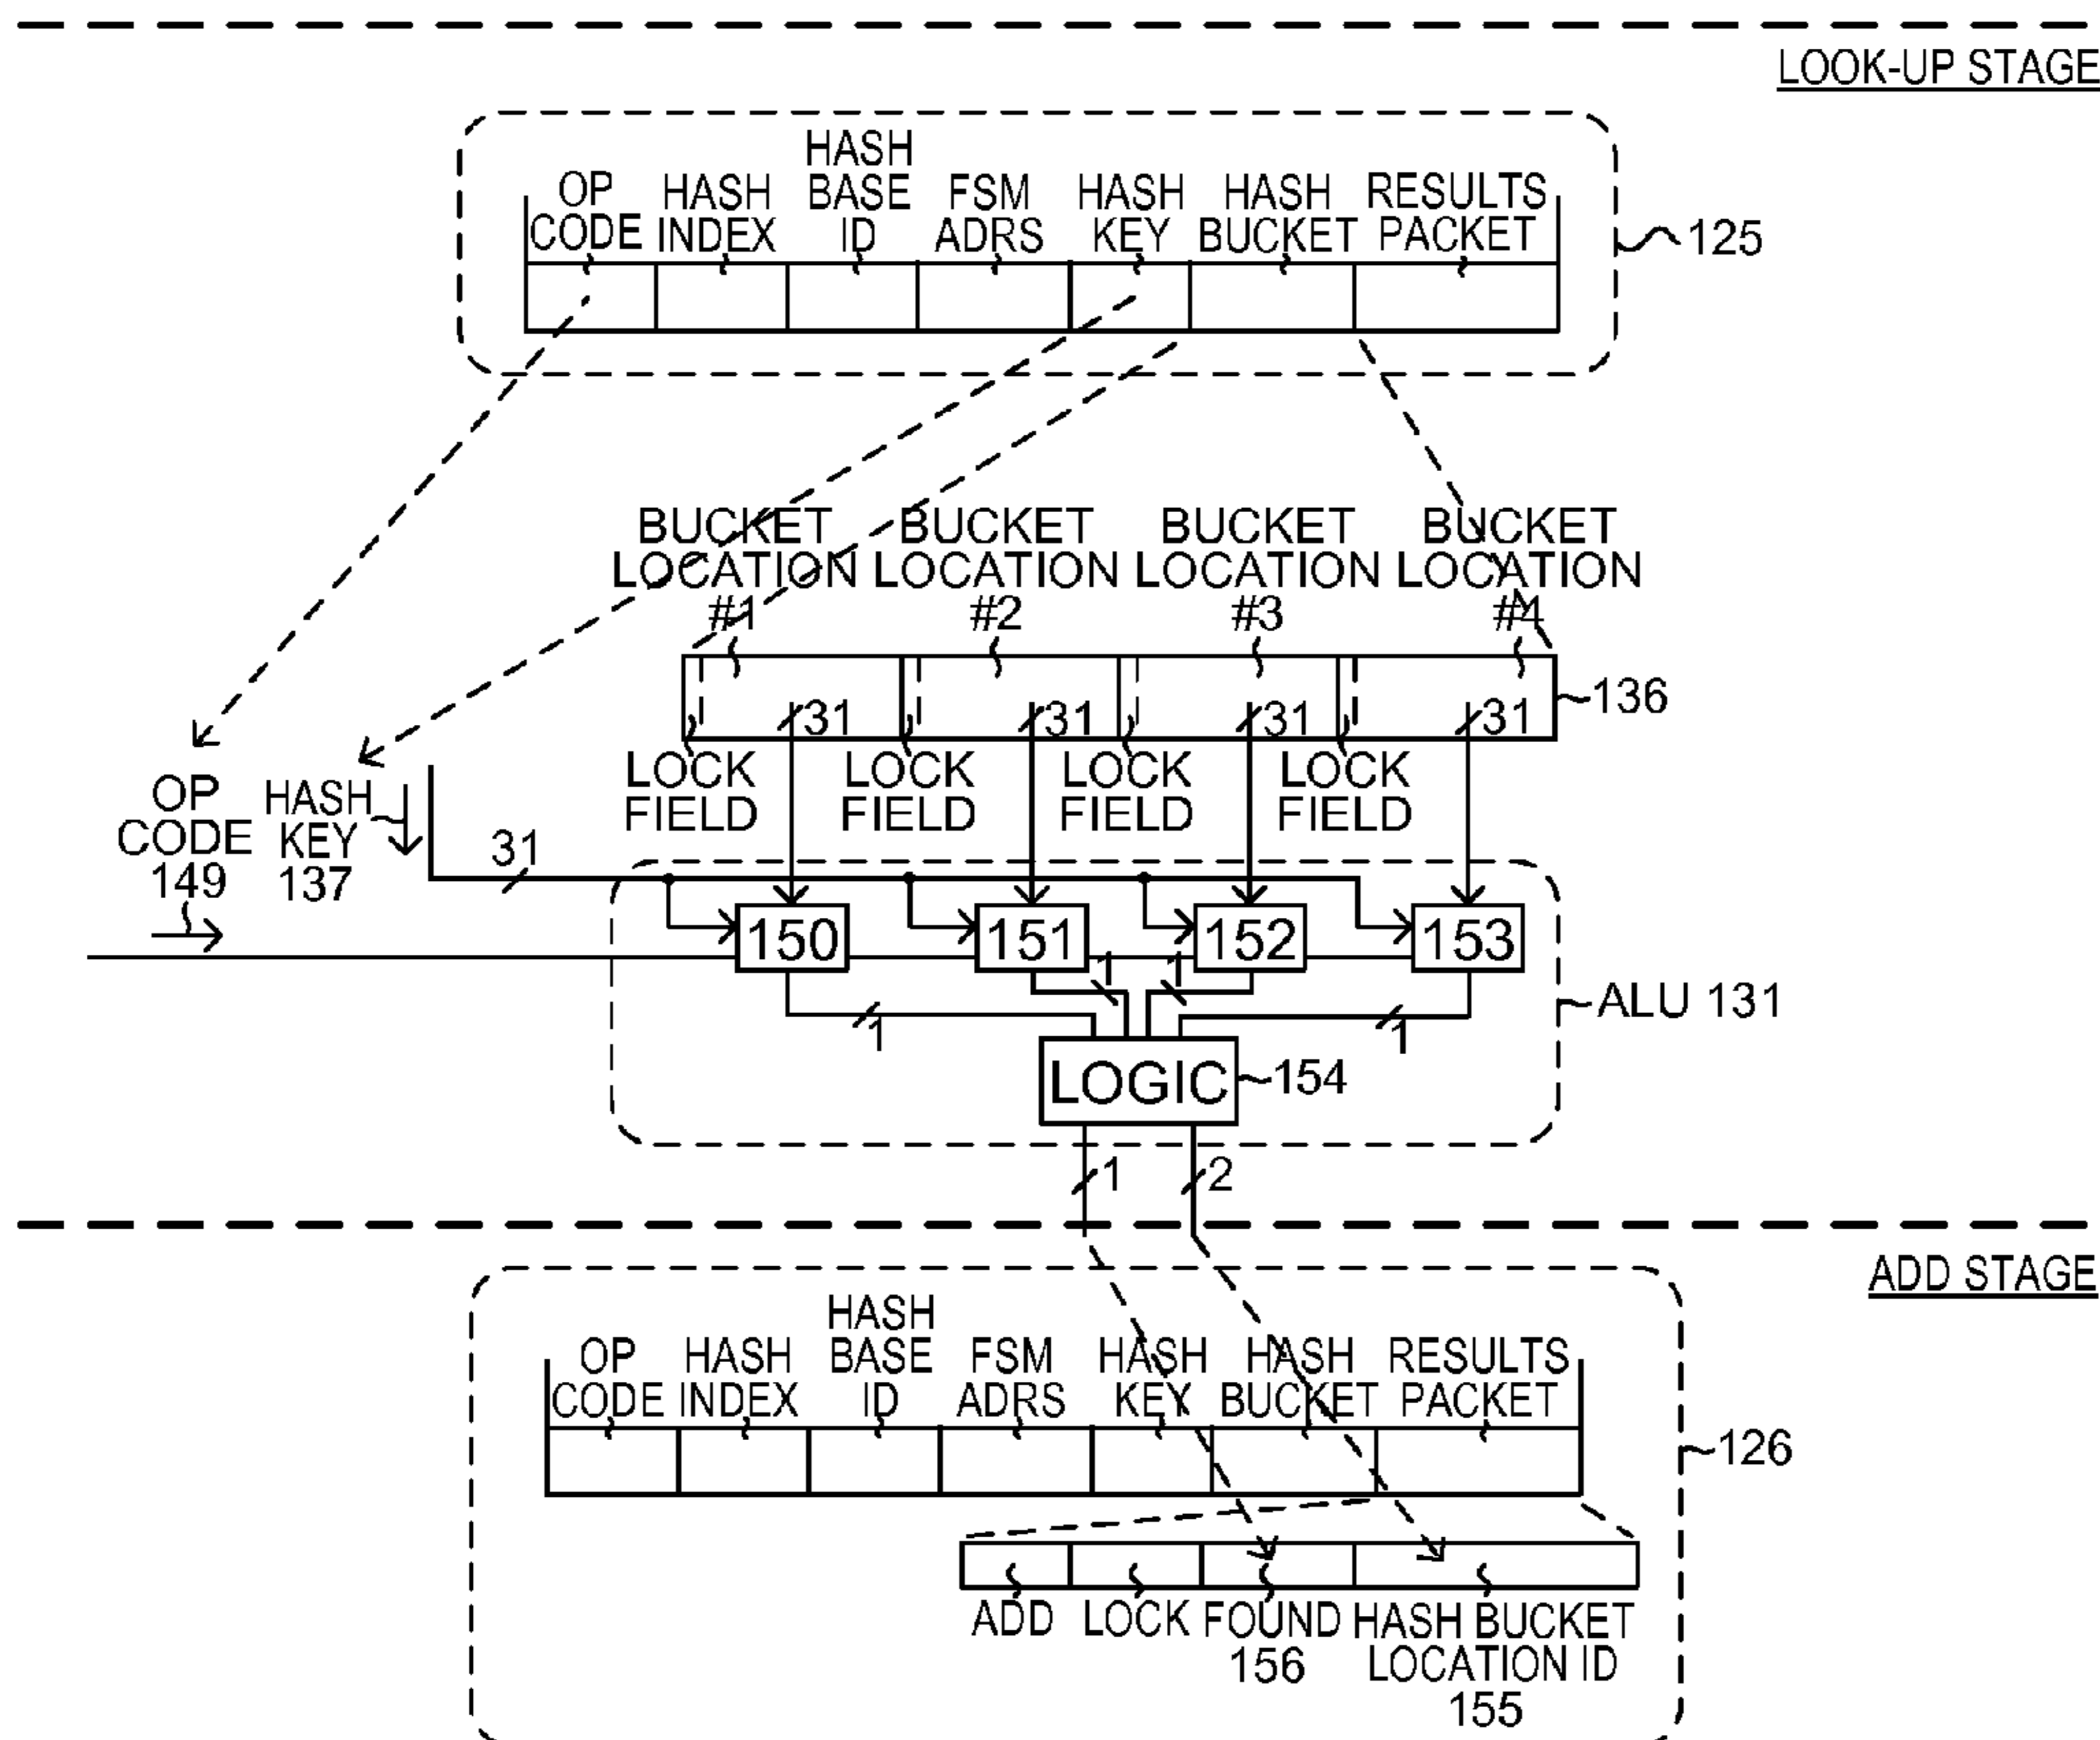 LOOK-UP STAGE
OP CODE
HASH INDEX
HASH BASE ID
FSM ADRS
HASH KEY
HASH BUCKET
RESULTS PACKET
125
BUCKET LOCATION #1
BUCKET LOCATION #2
BUCKET LOCATION #3
BUCKET LOCATION #4
31
31
31
31
136
LOCK FIELD
LOCK FIELD
LOCK FIELD
LOCK FIELD
OP CODE 149
HASH KEY 137
31
150
151
152
153
1
1
1
1
ALU 131
LOGIC
154
1
2
ADD STAGE
OP CODE
HASH INDEX
HASH BASE ID
FSM ADRS
HASH KEY
HASH BUCKET
RESULTS PACKET
126
ADD
LOCK
FOUND 156
HASH BUCKET LOCATION ID 155